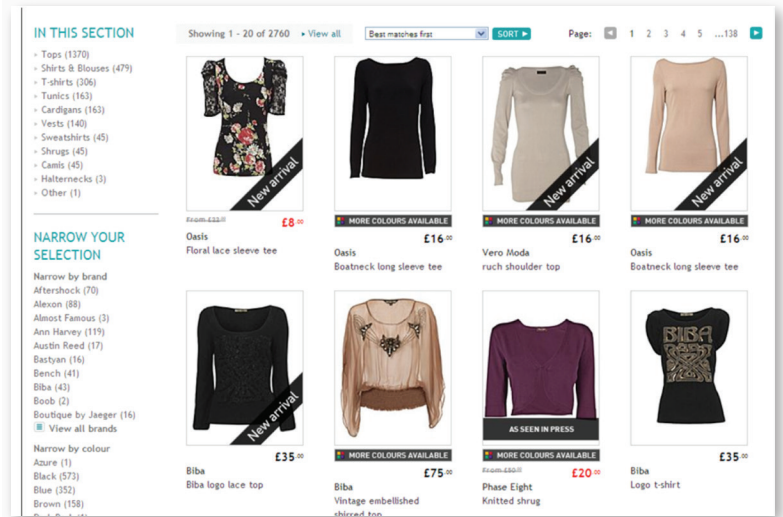 IN THIS SECTION
Tops (1370)
Shirts & Blouses (479)
T-shirts (306)
Tunics (163)
Cardigans (163)
Vests (140)
Sweatshirts (45)
Shrugs (45)
Camis (45)
Halternecks (3)
Other (1)
NARROW YOUR
SELECTION
Narrow by brand
Aftershock (70)
Alexon (88)
Almost Famous (3)
Ann Harvey (119)
Austin Reed (17)
Bastyan (16)
Bench (41)
Biba (43)
Boob (2)
Boutique by Jaeger (16)
View all brands
Narrow by colour
Azure (1)
Black (573)
Blue (352)
Brown (158)
Showing 1 - 20 of 2760 View all Best matches first SORT Page: 1 2 3 4 5 ...138
New arrival
New arrival
New arrival
MORE COLOURS AVAILABLE
MORE COLOURS AVAILABLE
MORE COLOURS AVAILABLE
From
£8.00
Oasis
Floral lace sleeve tee
£16.00
Oasis
Boatneck long sleeve tee
£16.00
Vero Moda
ruch shoulder top
£16.00
Oasis
Boatneck long sleeve tee
New arrival
£35.00
Biba
Biba logo lace top
MORE COLOURS AVAILABLE
£75.00
Biba
Vintage embellished
shirred top
AS SEEN IN PRESS
MORE COLOURS AVAILABLE
From
£20.00
Phase Eight
Knitted shrug
BIBA
£35.00
Biba
Logo t-shirt